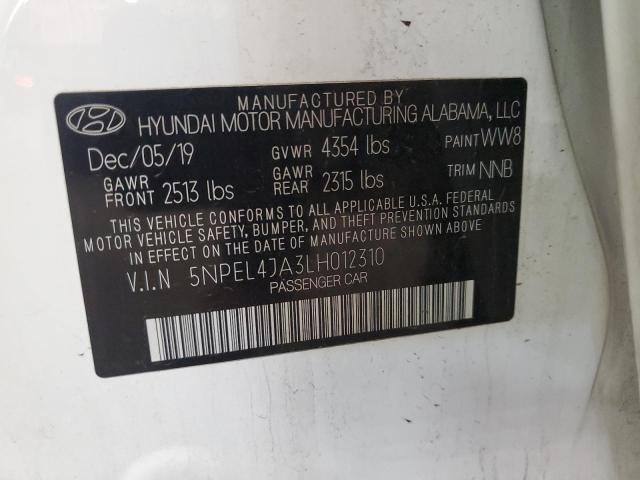 MANUFACTURED BY
HYUNDAI MOTOR MANUFACTURING ALABAMA, LLC
Dec/05/19 GVWR 4354 lbs PAINT WW8
GAWR FRONT 2513 lbs GAWR REAR 2315 lbs TRIM NNB
THIS VEHICLE CONFORMS TO ALL APPLICABLE U.S.A. FEDERAL
MOTOR VEHICLE SAFETY, BUMPER, AND THEFT PREVENTION STANDARDS
IN EFFECT ON THE DATE OF MANUFACTURE SHOWN ABOVE.
V.I.N 5NPEL4JA3LH012310
PASSENGER CAR